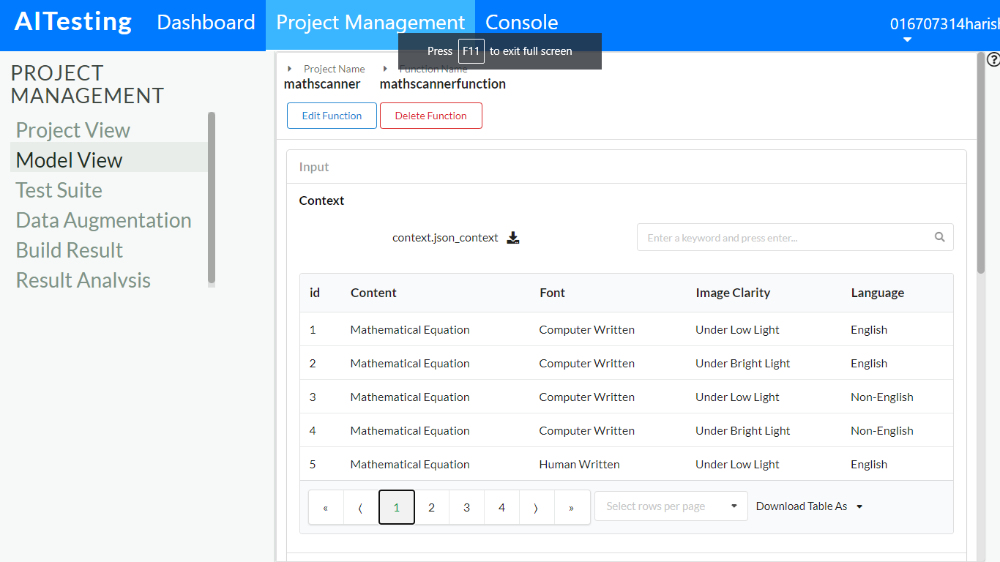 AITesting Dashboard Project Management Console 016707314harish
Press F11 to exit full screen
PROJECT
MANAGEMENT
Project View
Model View
Test Suite
Data Augmentation
Build Result
Result Analysis
Project Name Function Name
mathscanner mathscannerfunction
Edit Function Delete Function
Input
Context
context.json_context Enter a keyword and press enter...
id Content Font Image Clarity Language
1 Mathematical Equation Computer Written Under Low Light English
2 Mathematical Equation Computer Written Under Bright Light English
3 Mathematical Equation Computer Written Under Low Light Non-English
4 Mathematical Equation Computer Written Under Bright Light Non-English
5 Mathematical Equation Human Written Under Low Light English
« ⟨ 1 2 3 4 ⟩ » Select rows per page Download Table As